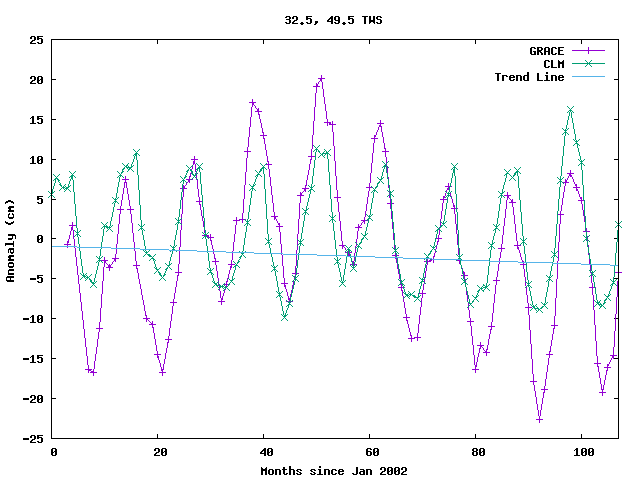 32.5, 49.5 TWS
GRACE
CLM
Trend Line
25
20
15
10
5
0
-5
-10
-15
-20
-25
Anomaly (cm)
0 20 40 60 80 100
Months since Jan 2002